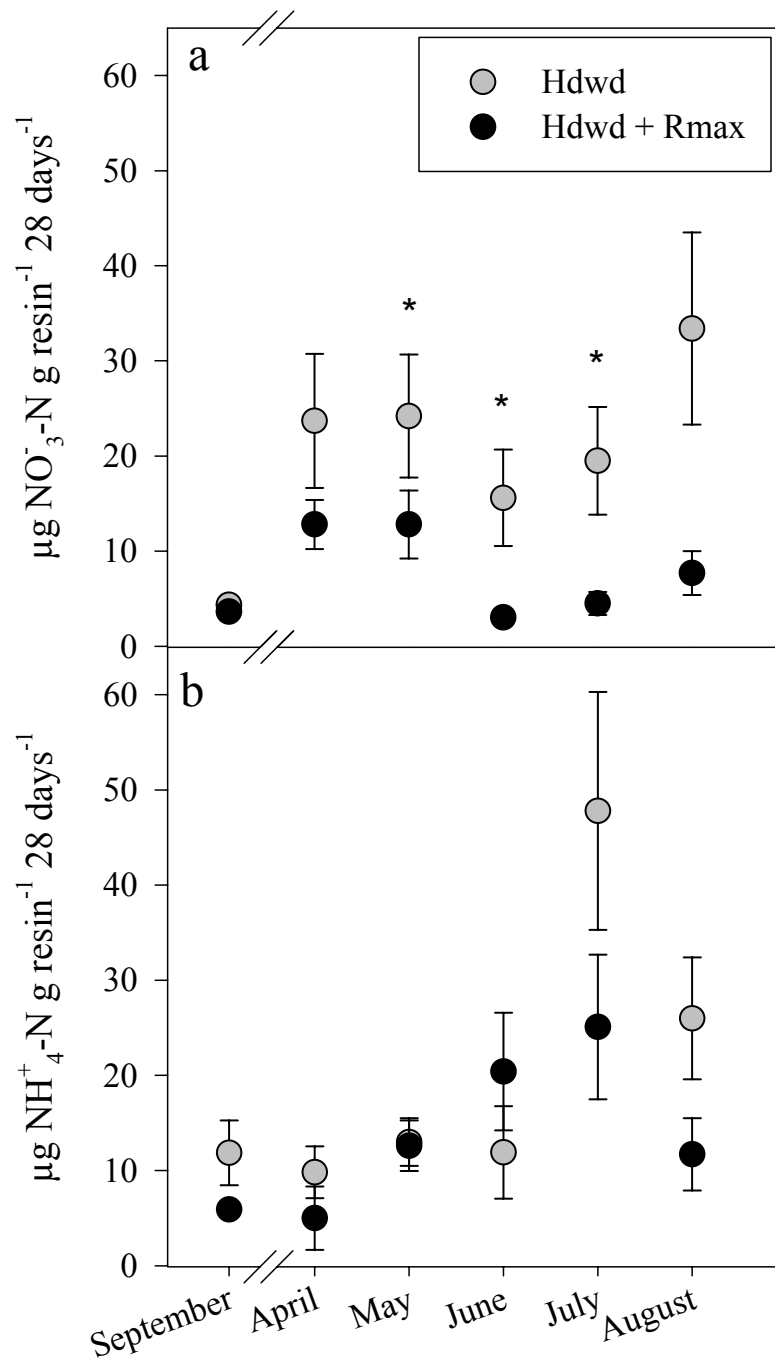 a
Hdwd
Hdwd + Rmax
60
50
40
30
20
10
0
µg NO₃⁻-N g resin⁻¹ 28 days⁻¹
*
*
*
b
60
50
40
30
20
10
0
µg NH₄⁺-N g resin⁻¹ 28 days⁻¹
September
April
May
June
July
August